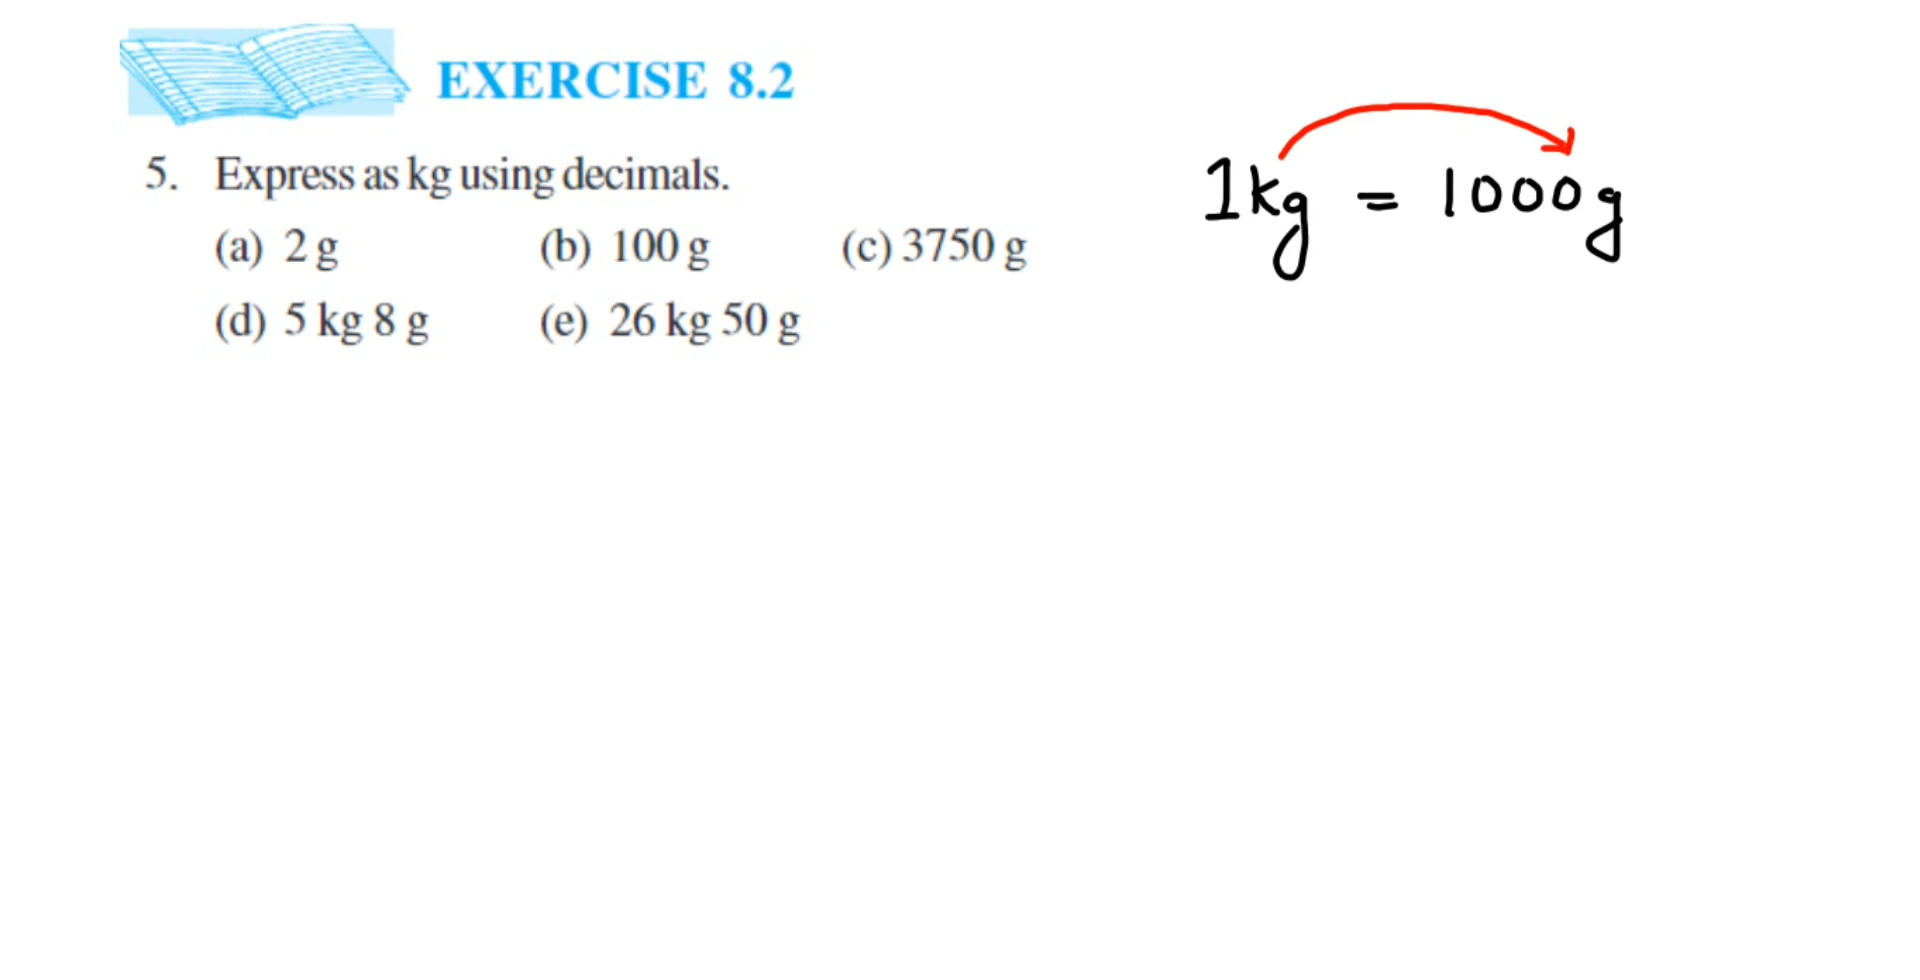 EXERCISE 8.2
5. Express as kg using decimals.
(a) 2 g (b) 100 g (c) 3750 g
(d) 5 kg 8 g (e) 26 kg 50 g
1kg = 1000g